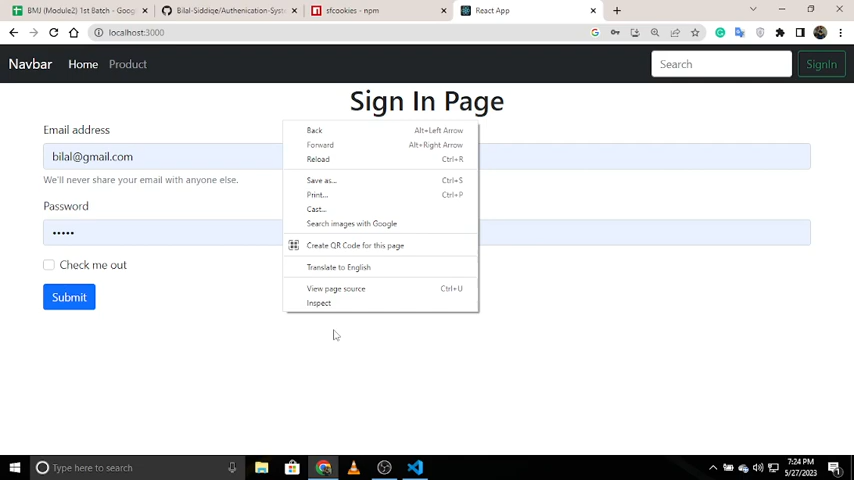 BMJ (Module2) 1st Batch - Goog
Bilal-Siddiqe/Authenication-Syst
sfcookies - npm
React App
localhost:3000
Navbar
Home
Product
Search
SignIn
Sign In Page
Email address
bilal@gmail.com
We'll never share your email with anyone else.
Password
•••••
Check me out
Submit
Back Alt+Left Arrow
Forward Alt+Right Arrow
Reload Ctrl+R
Save as... Ctrl+S
Print... Ctrl+P
Cast...
Search images with Google
Create QR Code for this page
Translate to English
View page source Ctrl+U
Inspect
Type here to search
7:24 PM
5/27/2023